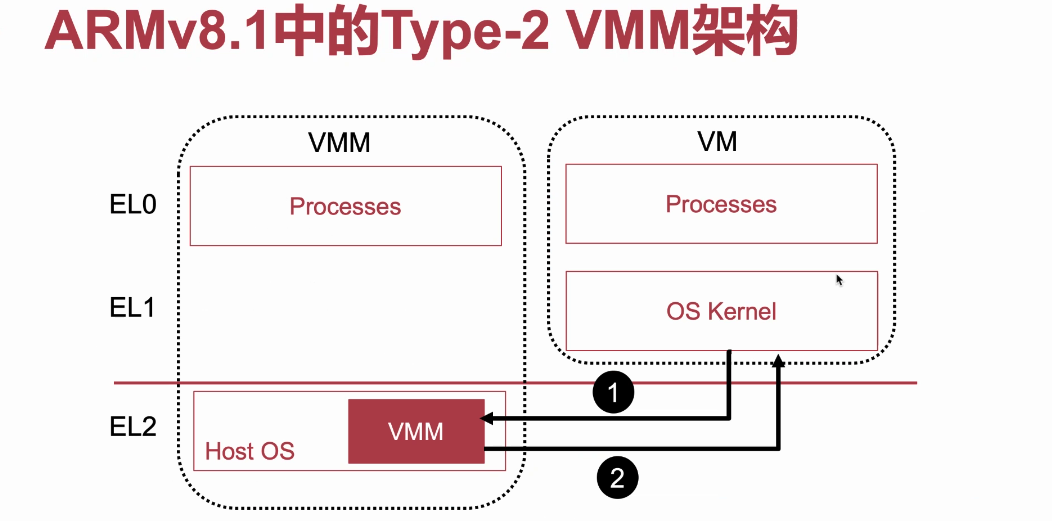 ARMv8.1中的Type-2 VMM架构
VMM
VM
EL0
Processes
Processes
EL1
OS Kernel
1
EL2
Host OS
VMM
2